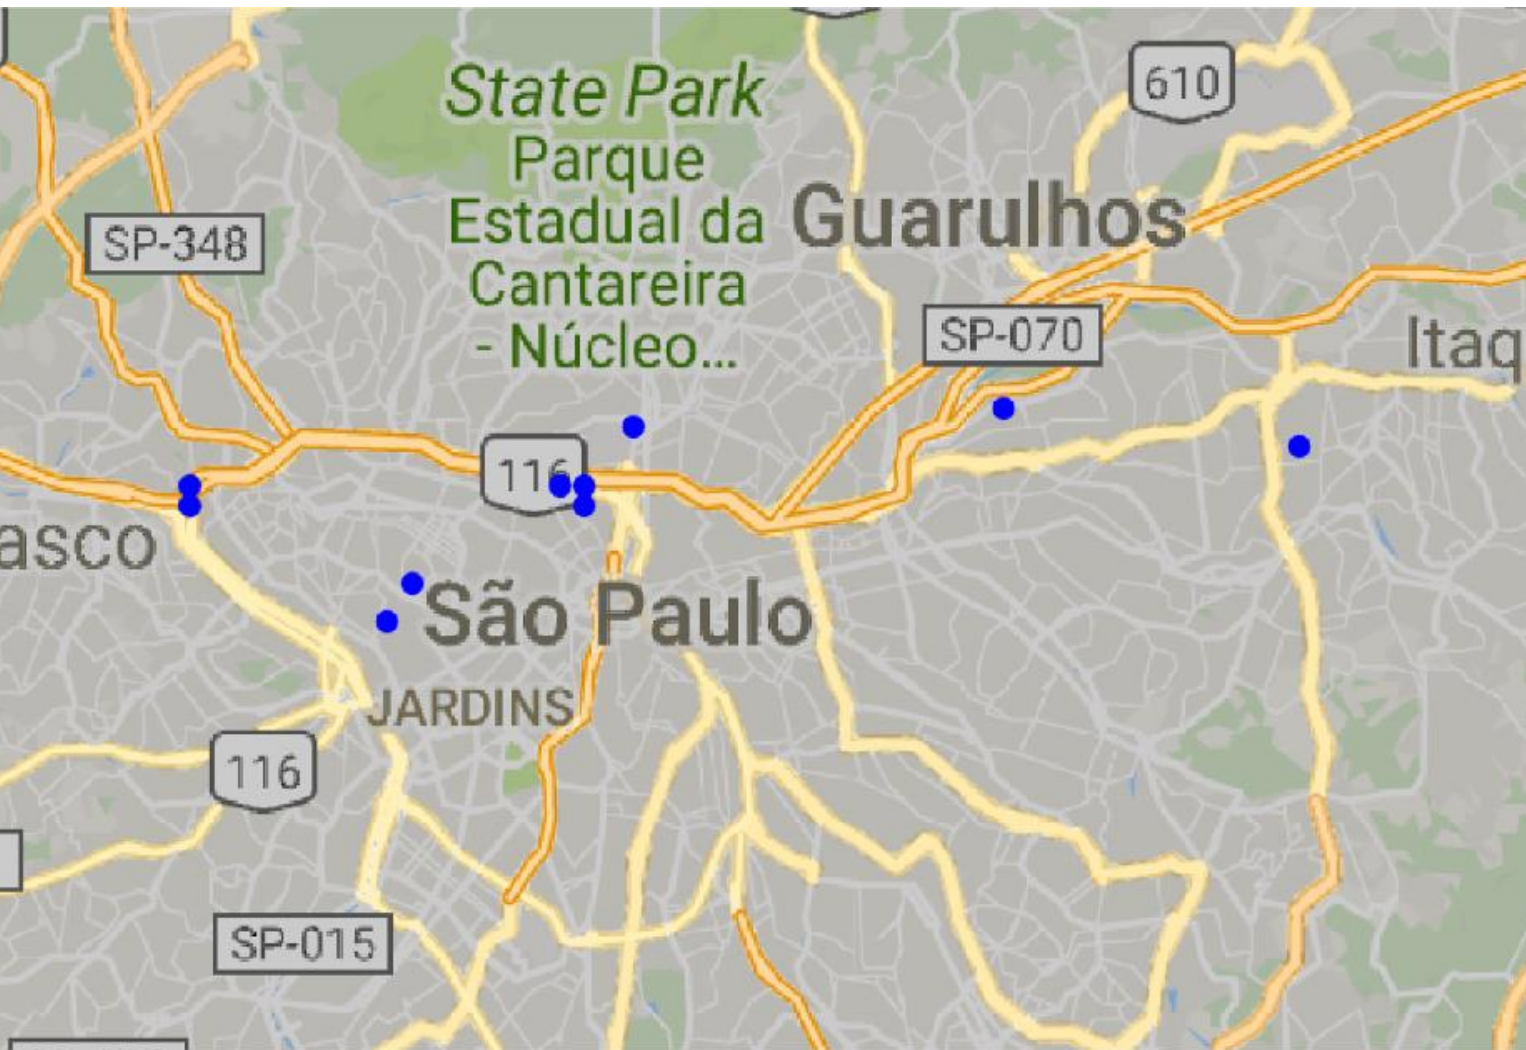 610
State Park
Parque
Estadual da
Cantareira
- Núcleo...
Guarulhos
SP-348
SP-070
Itaq
116
asco
São Paulo
JARDINS
116
SP-015